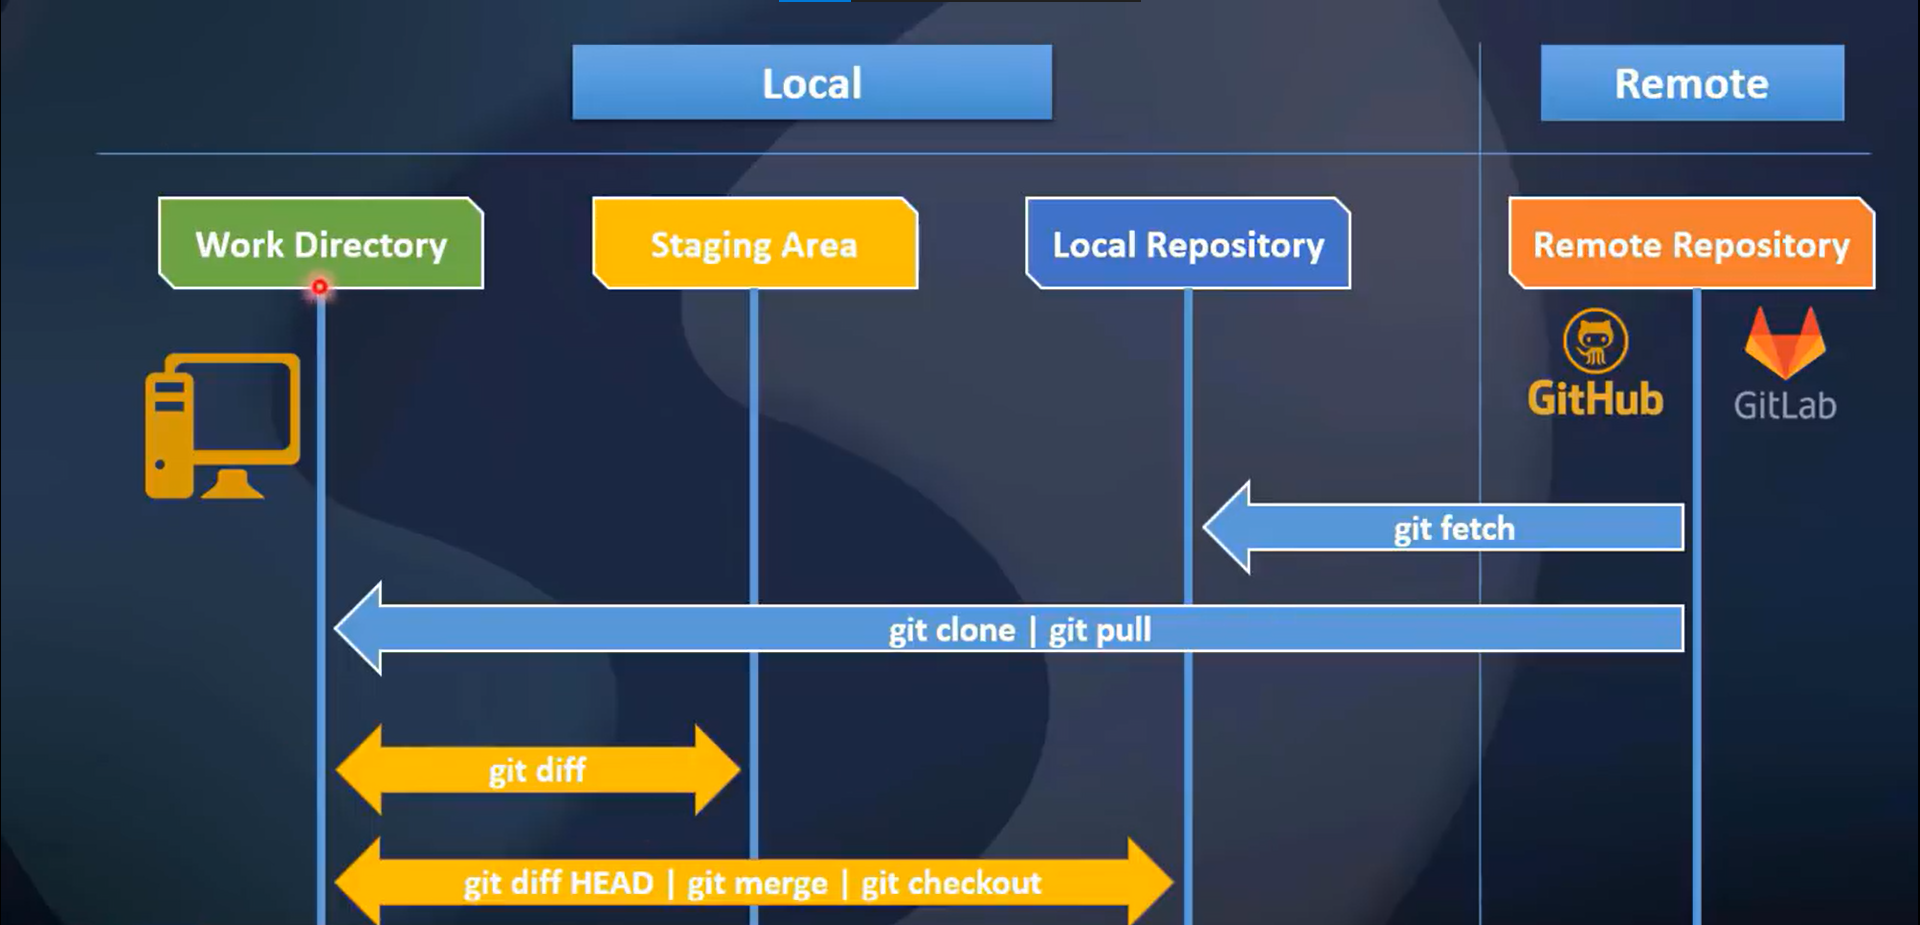 Local
Remote
Work Directory
Staging Area
Local Repository
Remote Repository
GitHub
GitLab
git fetch
git clone | git pull
git diff
git diff HEAD | git merge | git checkout